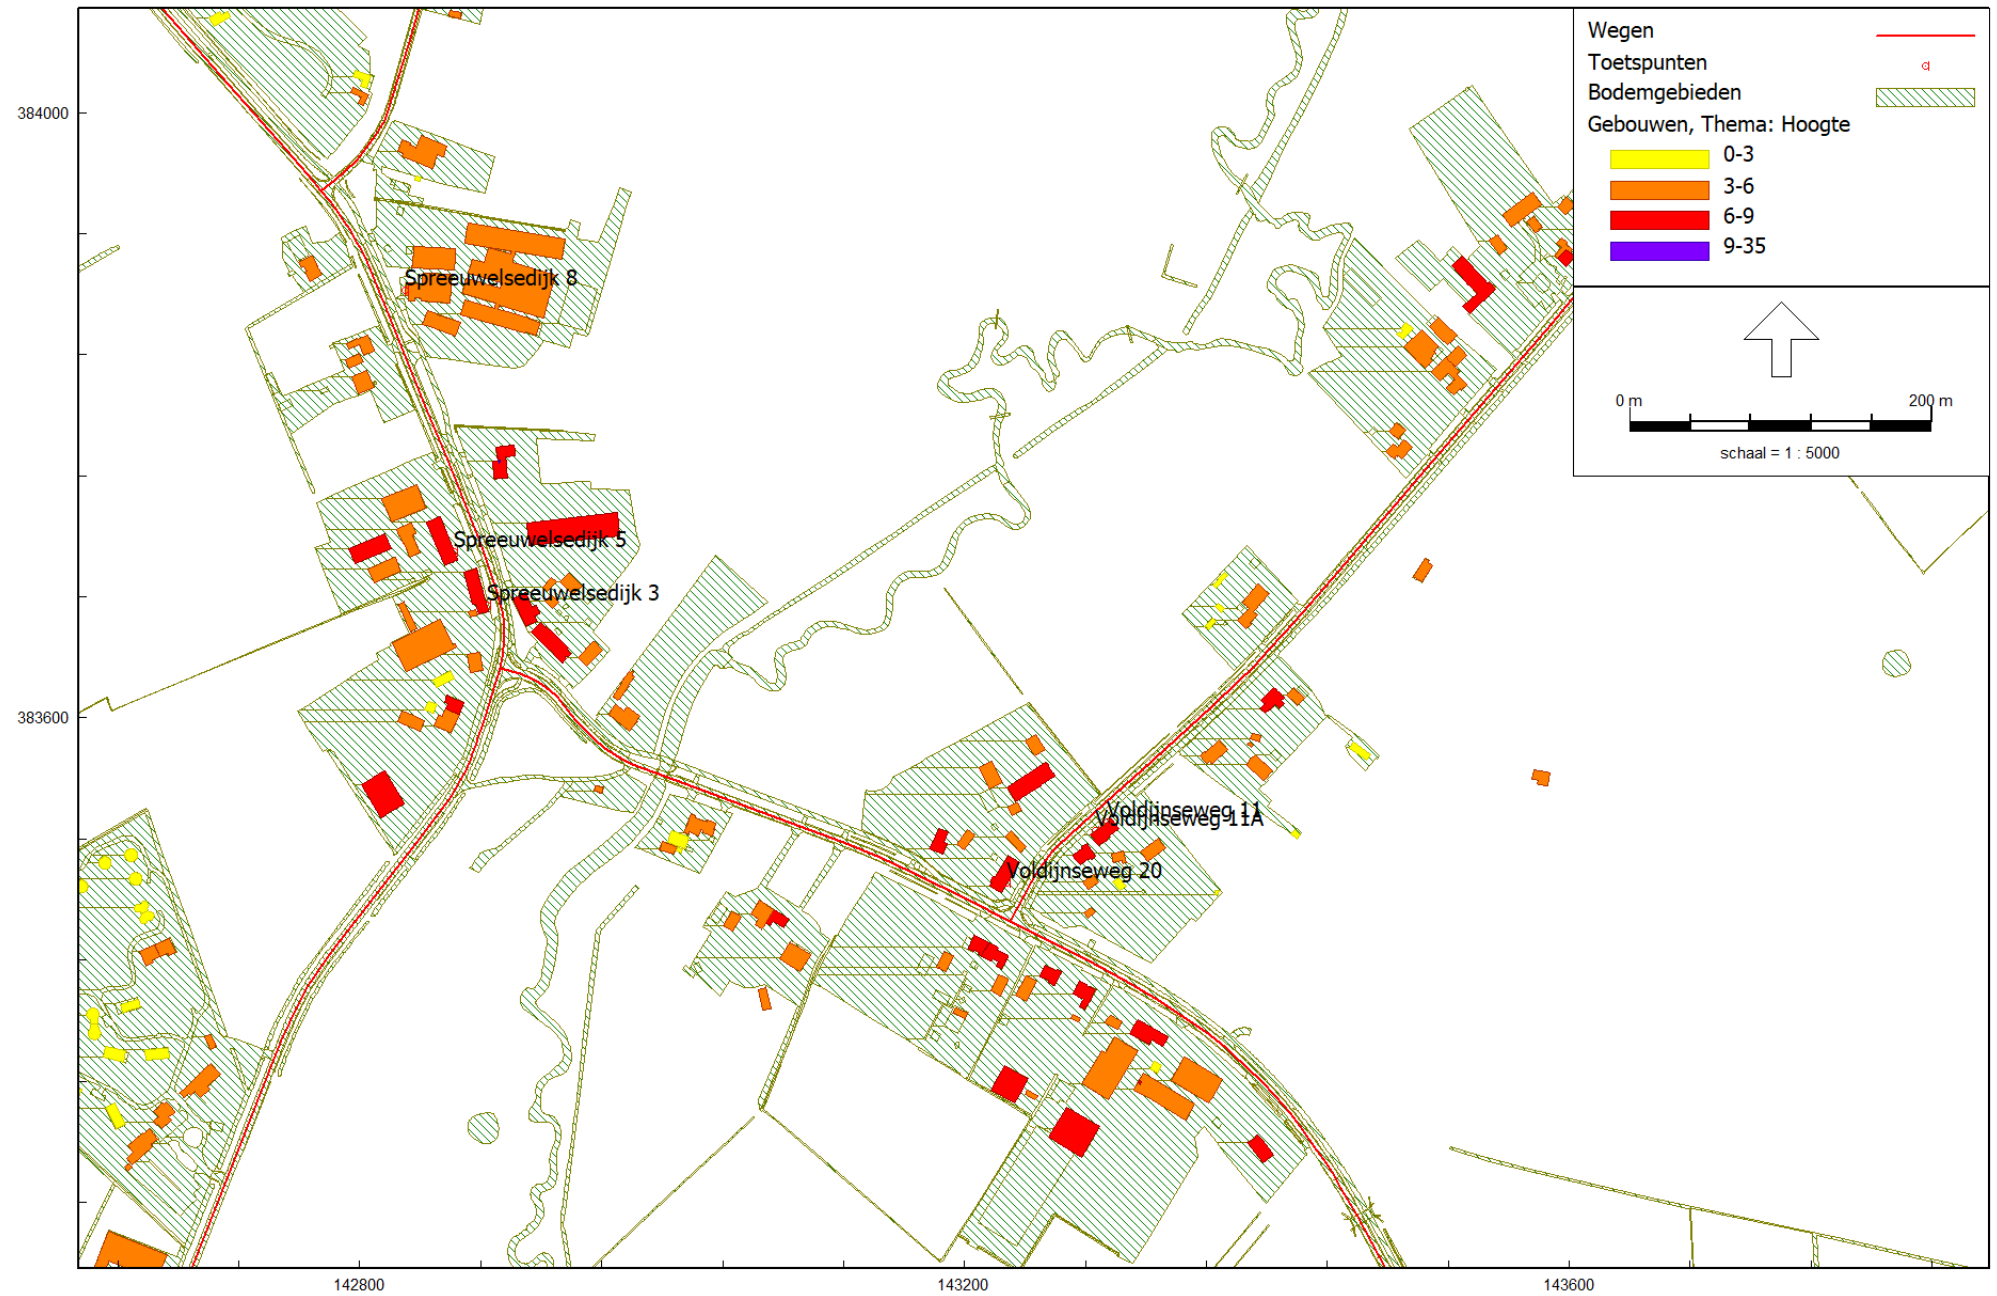 Wegen
Toetspunten
Bodemgebieden
Gebouwen, Thema: Hoogte
0-3
3-6
6-9
9-35
0 m 200 m
schaal = 1 : 5000
384000
383600
Spreeuwelsedijk 8
Spreeuwelsedijk 5
Spreeuwelsedijk 3
Voldijnseweg 11
Voldijnseweg 11A
Voldijnseweg 20
142800 143200 143600